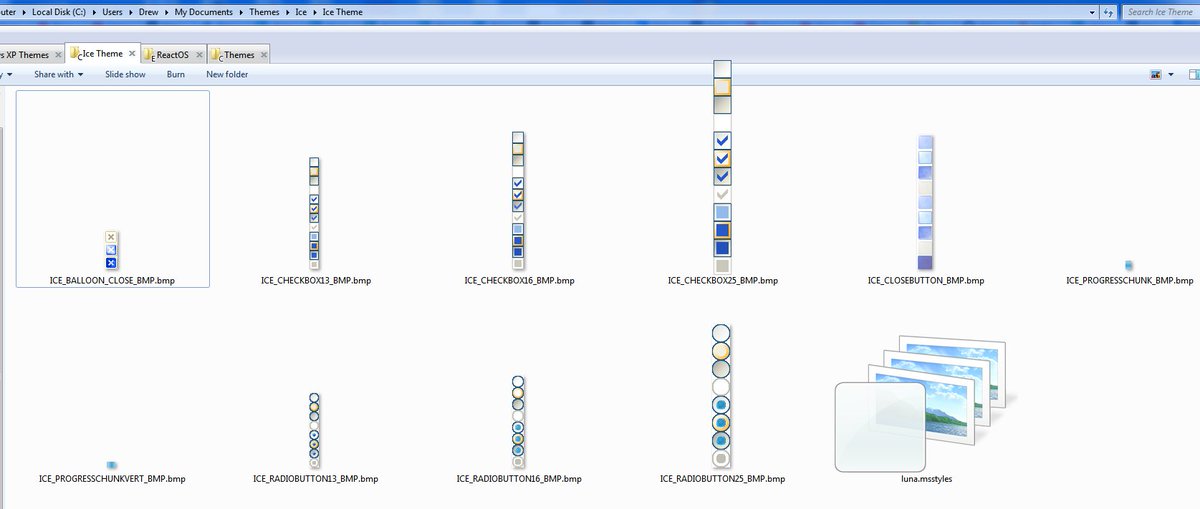 uter ▸ Local Disk (C:) ▸ Users ▸ Drew ▸ My Documents ▸ Themes ▸ Ice ▸ Ice Theme
Search Ice Theme
s XP Themes
Ice Theme
ReactOS
Themes
y Share with Slide show Burn New folder
ICE_BALLOON_CLOSE_BMP.bmp
ICE_CHECKBOX13_BMP.bmp
ICE_CHECKBOX16_BMP.bmp
ICE_CHECKBOX25_BMP.bmp
ICE_CLOSEBUTTON_BMP.bmp
ICE_PROGRESSCHUNK_BMP.bmp
ICE_PROGRESSCHUNKVERT_BMP.bmp
ICE_RADIOBUTTON13_BMP.bmp
ICE_RADIOBUTTON16_BMP.bmp
ICE_RADIOBUTTON25_BMP.bmp
luna.msstyles